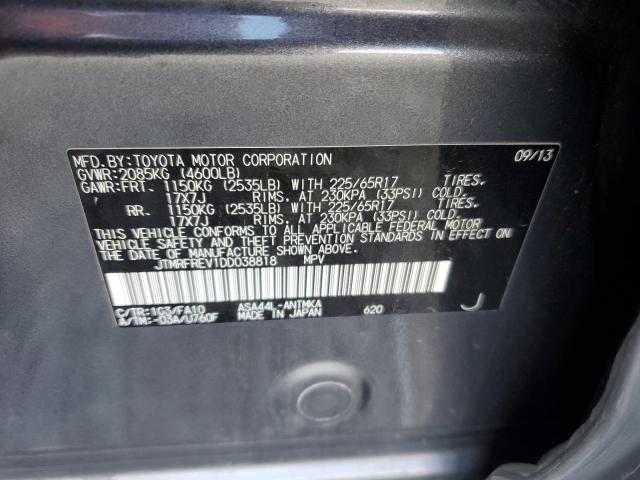 MFD.BY:TOYOTA MOTOR CORPORATION 09/13
GVWR:2085KG (4600LB)
GAWR:FRT. 1150KG (2535LB) WITH 225/65R17 TIRES,
17X7J RIMS, AT 230KPA (33PSI) COLD.
RR. 1150KG (2535LB) WITH 225/65R17 TIRES,
17X7J RIMS, AT 230KPA (33PSI) COLD.
THIS VEHICLE CONFORMS TO ALL APPLICABLE FEDERAL MOTOR
VEHICLE SAFETY AND THEFT PREVENTION STANDARDS IN EFFECT ON
THE DATE OF MANUFACTURE SHOWN ABOVE.
JTMRFREV1DD038818 MPV
C/TR:1G3/FA10 ASA44L-ANTMKA 620 J
A/TM:-03A/U760F MADE IN JAPAN